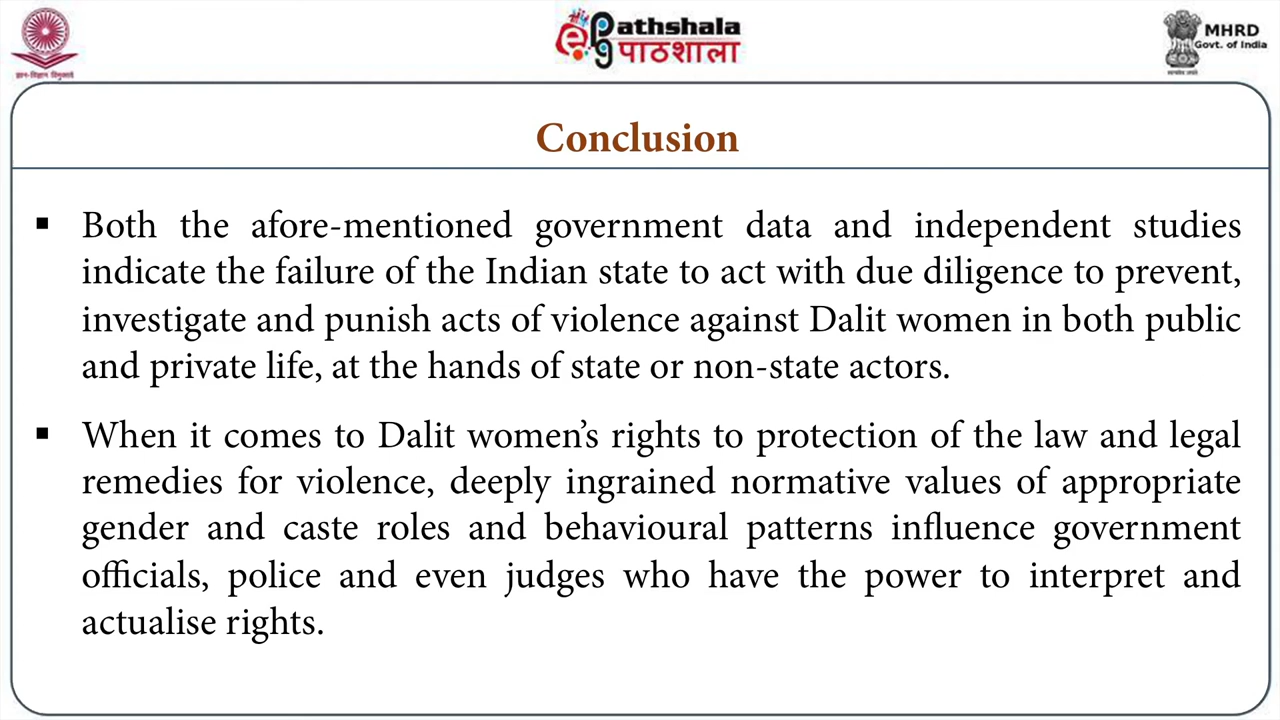 ज्ञान-विज्ञान विमुक्तये
ePathshala
पाठशाला
MHRD
Govt. of India
सत्यमेव जयते
Conclusion
▪ Both the afore-mentioned government data and independent studies
indicate the failure of the Indian state to act with due diligence to prevent,
investigate and punish acts of violence against Dalit women in both public
and private life, at the hands of state or non-state actors.
▪ When it comes to Dalit women’s rights to protection of the law and legal
remedies for violence, deeply ingrained normative values of appropriate
gender and caste roles and behavioural patterns influence government
officials, police and even judges who have the power to interpret and
actualise rights.